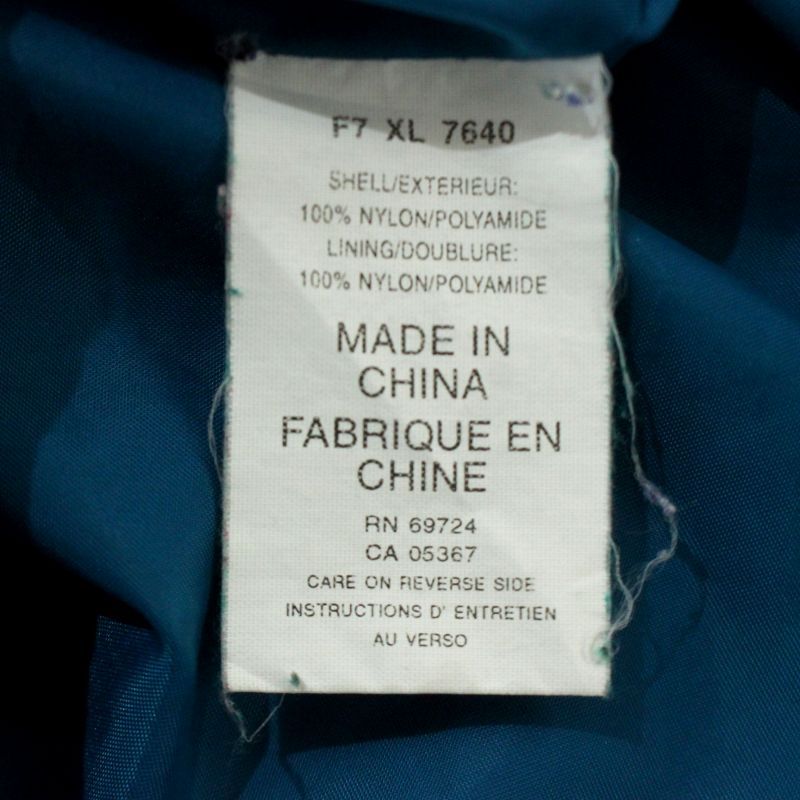 F7 XL 7640
SHELL/EXTERIEUR:
100% NYLON/POLYAMIDE
LINING/DOUBLURE:
100% NYLON/POLYAMIDE
MADE IN
CHINA
FABRIQUE EN
CHINE
RN 69724
CA 05367
CARE ON REVERSE SIDE
INSTRUCTIONS D' ENTRETIEN
AU VERSO